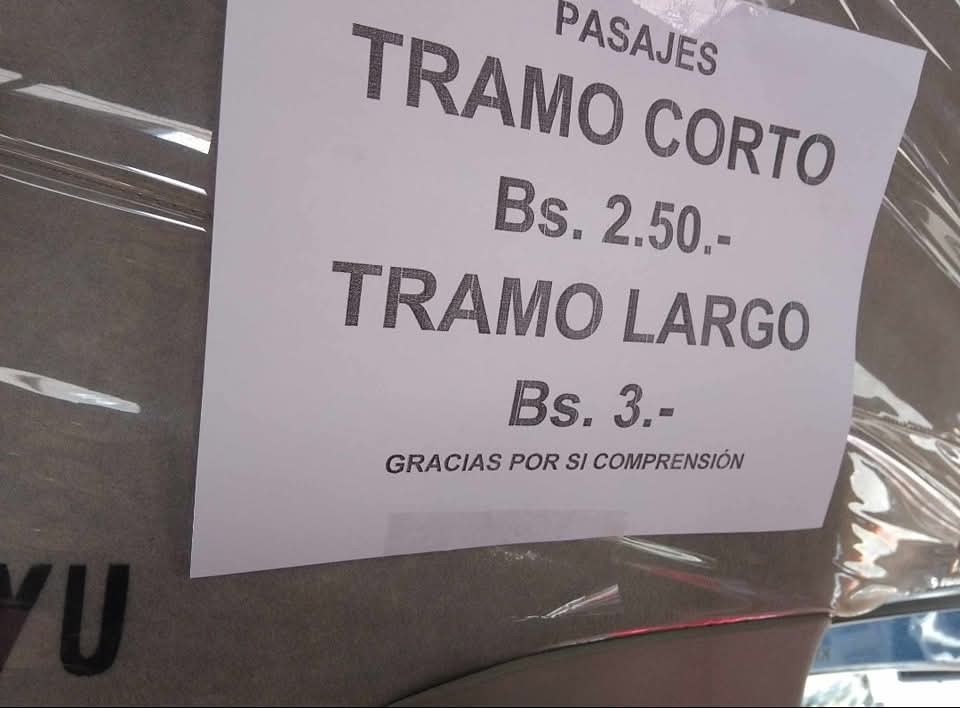 PASAJES
TRAMO CORTO
Bs. 2.50.-
TRAMO LARGO
Bs. 3.-
GRACIAS POR SI COMPRENSIÓN
YU